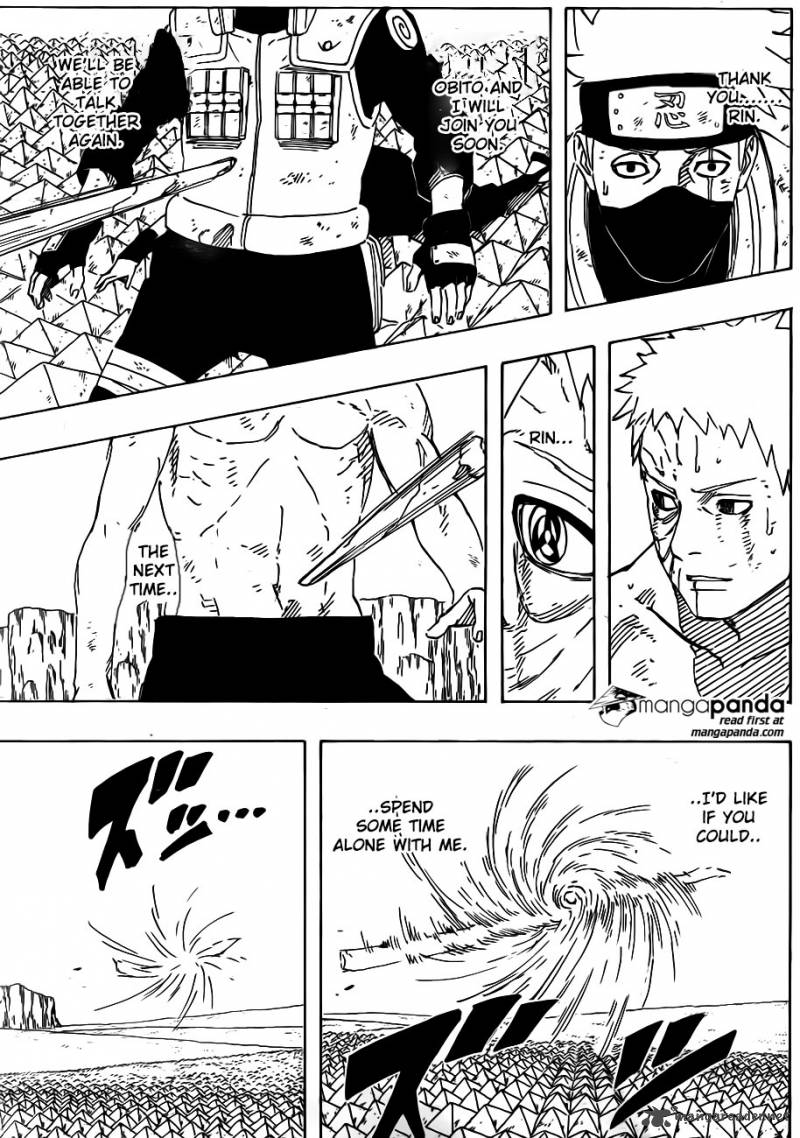 THANK
YOU.......
RIN.
忍
OBITO AND
I WILL
JOIN YOU
SOON.
WE'LL BE
ABLE TO
TALK
TOGETHER
AGAIN.
RIN...
THE
NEXT
TIME..
mangapanda
read first at
mangapanda.com
..I'D LIKE
IF YOU
COULD..
..SPEND
SOME TIME
ALONE WITH ME.
ズズ
ズッ...
mangareader.net